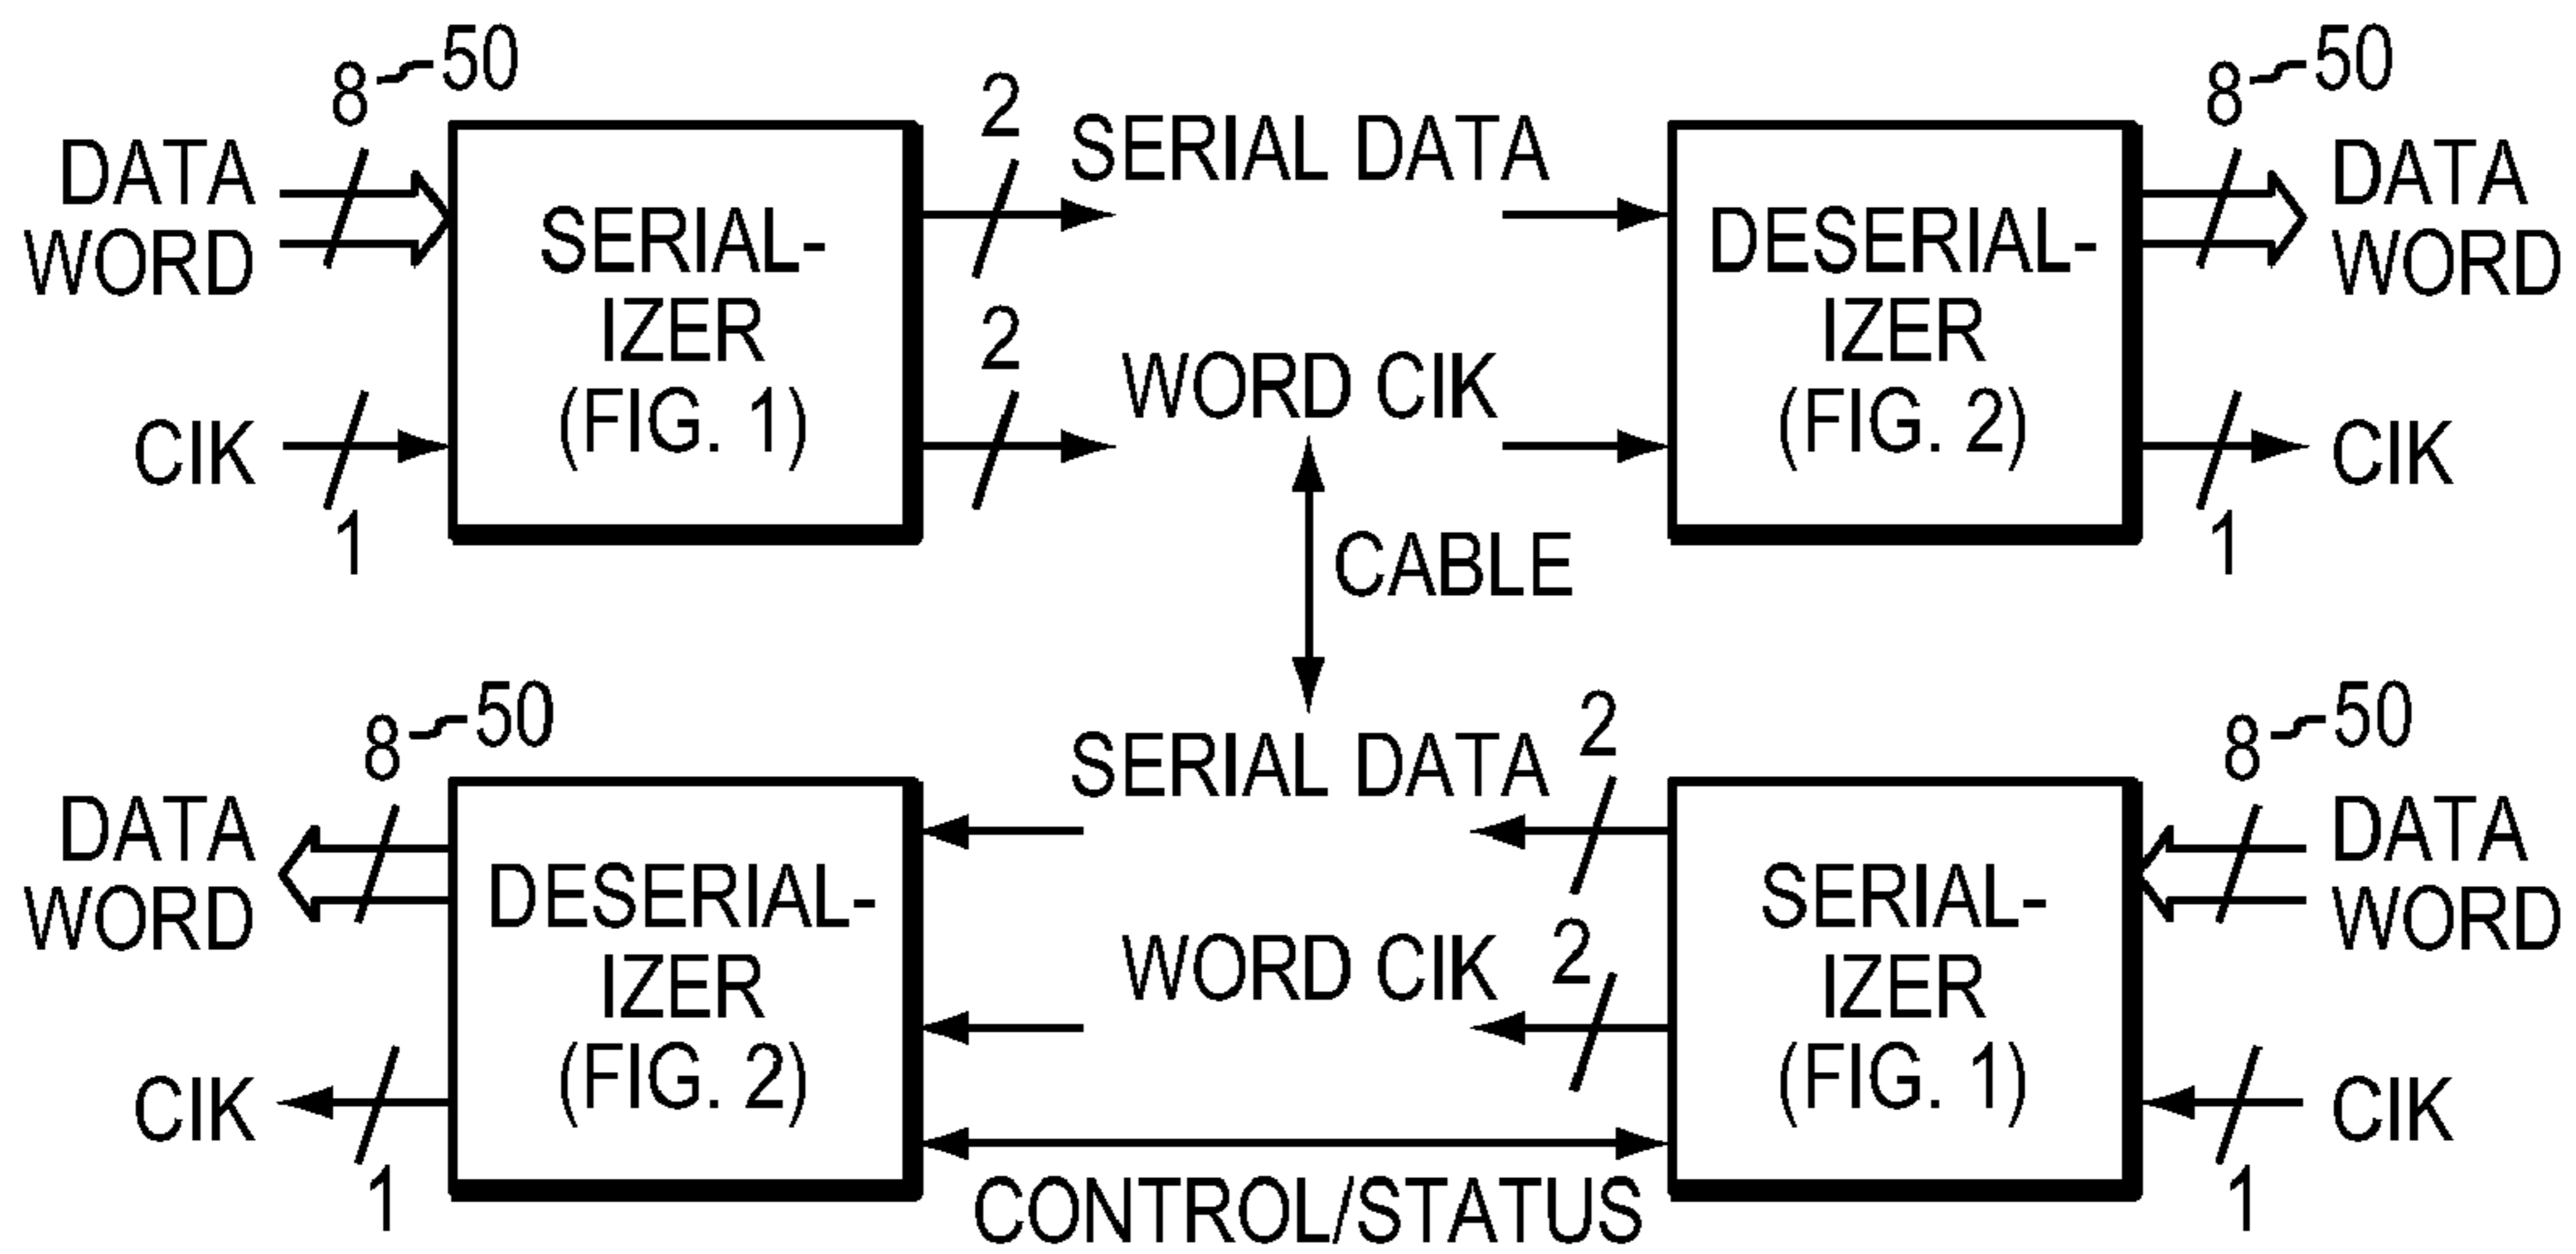 8 50
DATA
WORD
CIK
1
SERIAL-
IZER
(FIG. 1)
2
SERIAL DATA
2
WORD CIK
DESERIAL-
IZER
(FIG. 2)
8 50
DATA
WORD
CIK
1
CABLE
8 50
DATA
WORD
CIK
1
DESERIAL-
IZER
(FIG. 2)
SERIAL DATA
2
WORD CIK
2
CONTROL/STATUS
SERIAL-
IZER
(FIG. 1)
8 50
DATA
WORD
CIK
1